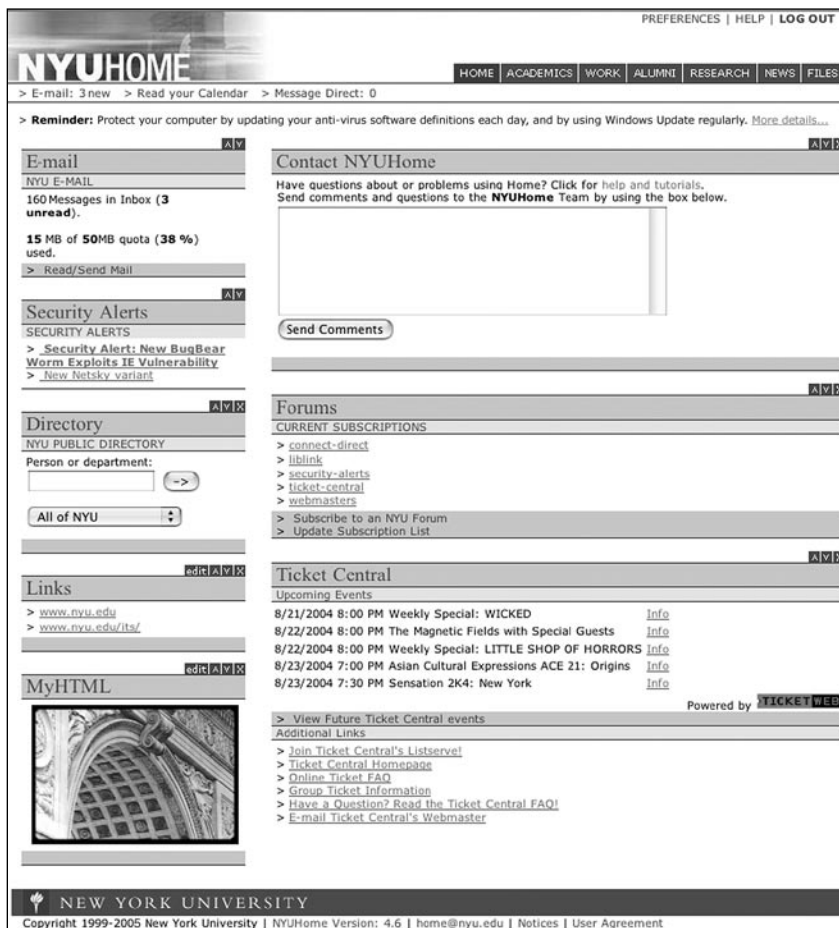 PREFERENCES | HELP | LOG OUT
NYUHOME
HOME ACADEMICS WORK ALUMNI RESEARCH NEWS FILES
> E-mail: 3 new > Read your Calendar > Message Direct: 0
> Reminder: Protect your computer by updating your anti-virus software definitions each day, and by using Windows Update regularly. More details...
E-mail
NYU E-MAIL
160 Messages in Inbox (3
unread).
15 MB of 50MB quota (38 %)
used.
> Read/Send Mail
Security Alerts
SECURITY ALERTS
> Security Alert: New BugBear
Worm Exploits IE Vulnerability
> New Netsky variant
Directory
NYU PUBLIC DIRECTORY
Person or department:
->
All of NYU
edit
Links
> www.nyu.edu
> www.nyu.edu/its/
edit
MyHTML
Contact NYUHome
Have questions about or problems using Home? Click for help and tutorials.
Send comments and questions to the NYUHome Team by using the box below.
Send Comments
Forums
CURRENT SUBSCRIPTIONS
> connect-direct
> liblink
> security-alerts
> ticket-central
> webmasters
> Subscribe to an NYU Forum
> Update Subscription List
Ticket Central
Upcoming Events
8/21/2004 8:00 PM Weekly Special: WICKED Info
8/22/2004 8:00 PM The Magnetic Fields with Special Guests Info
8/22/2004 8:00 PM Weekly Special: LITTLE SHOP OF HORRORS Info
8/23/2004 7:00 PM Asian Cultural Expressions ACE 21: Origins Info
8/23/2004 7:30 PM Sensation 2K4: New York Info
Powered by TICKETWEB
> View Future Ticket Central events
Additional Links
> Join Ticket Central's Listserve!
> Ticket Central Homepage
> Online Ticket FAQ
> Group Ticket Information
> Have a Question? Read the Ticket Central FAQ!
> E-mail Ticket Central's Webmaster
NEW YORK UNIVERSITY
Copyright 1999-2005 New York University | NYUHome Version: 4.6 | home@nyu.edu | Notices | User Agreement